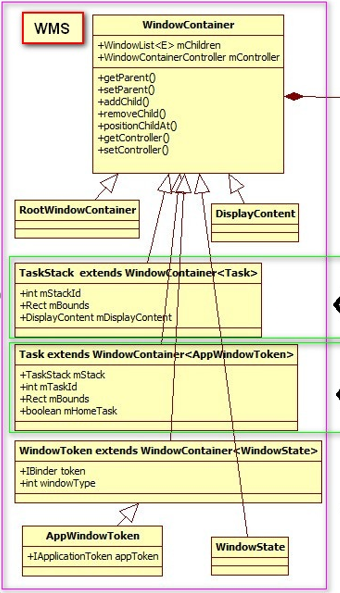 WMS
WindowContainer
+WindowList<E> mChildren
+WindowContainerController mController
+getParent()
+setParent()
+addChild()
+removeChild()
+positionChildAt()
+getController()
+setController()
RootWindowContainer
DisplayContent
TaskStack extends WindowContainer<Task>
+int mStackId
+Rect mBounds
+DisplayContent mDisplayContent
Task extends WindowContainer<AppWindowToken>
+TaskStack mStack
+int mTaskId
+Rect mBounds
+boolean mHomeTask
WindowToken extends WindowContainer<WindowState>
+IBinder token
+int windowType
AppWindowToken
+IApplicationToken appToken
WindowState